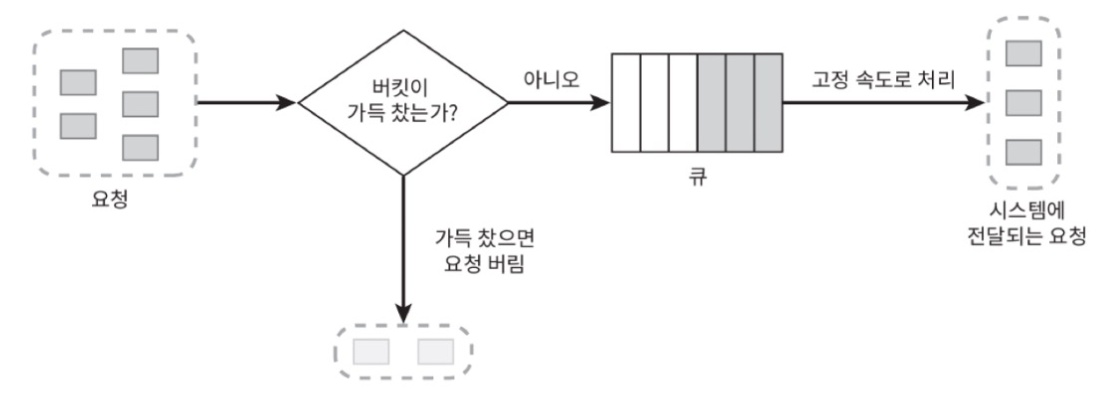 버킷이
가득 찼는가?
아니오
고정 속도로 처리
큐
요청
시스템에
전달되는 요청
가득 찼으면
요청 버림